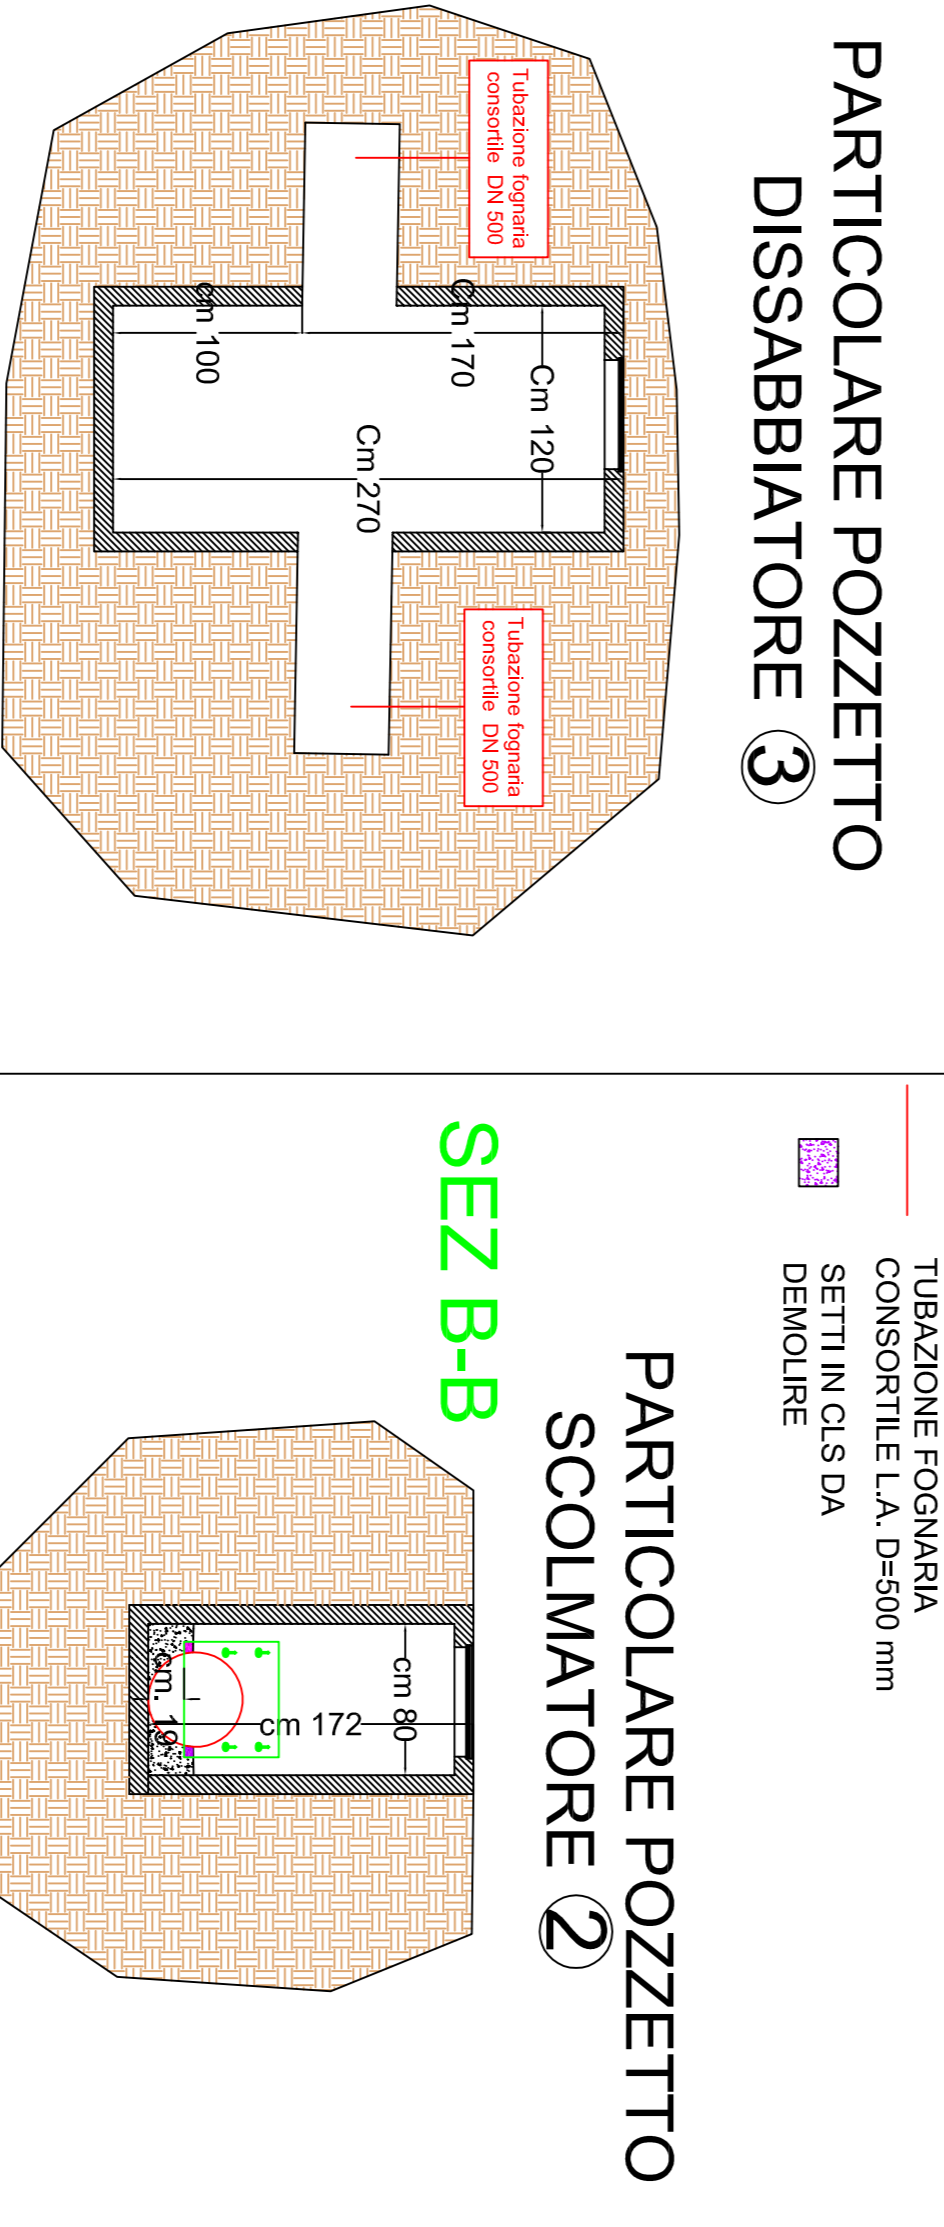 PARTICOLARE POZZETTO
DISSABBIATORE 3
Tubazione fognaria
consortile DN 500
Cm 120
Cm 170
cm 100
Cm 270
Tubazione fognaria
consortile DN 500
TUBAZIONE FOGNARIA
CONSORTILE L.A. D=500 mm
SETTI IN CLS DA
DEMOLIRE
PARTICOLARE POZZETTO
SCOLMATORE 2
SEZ B-B
cm 80
cm 172
cm. 19